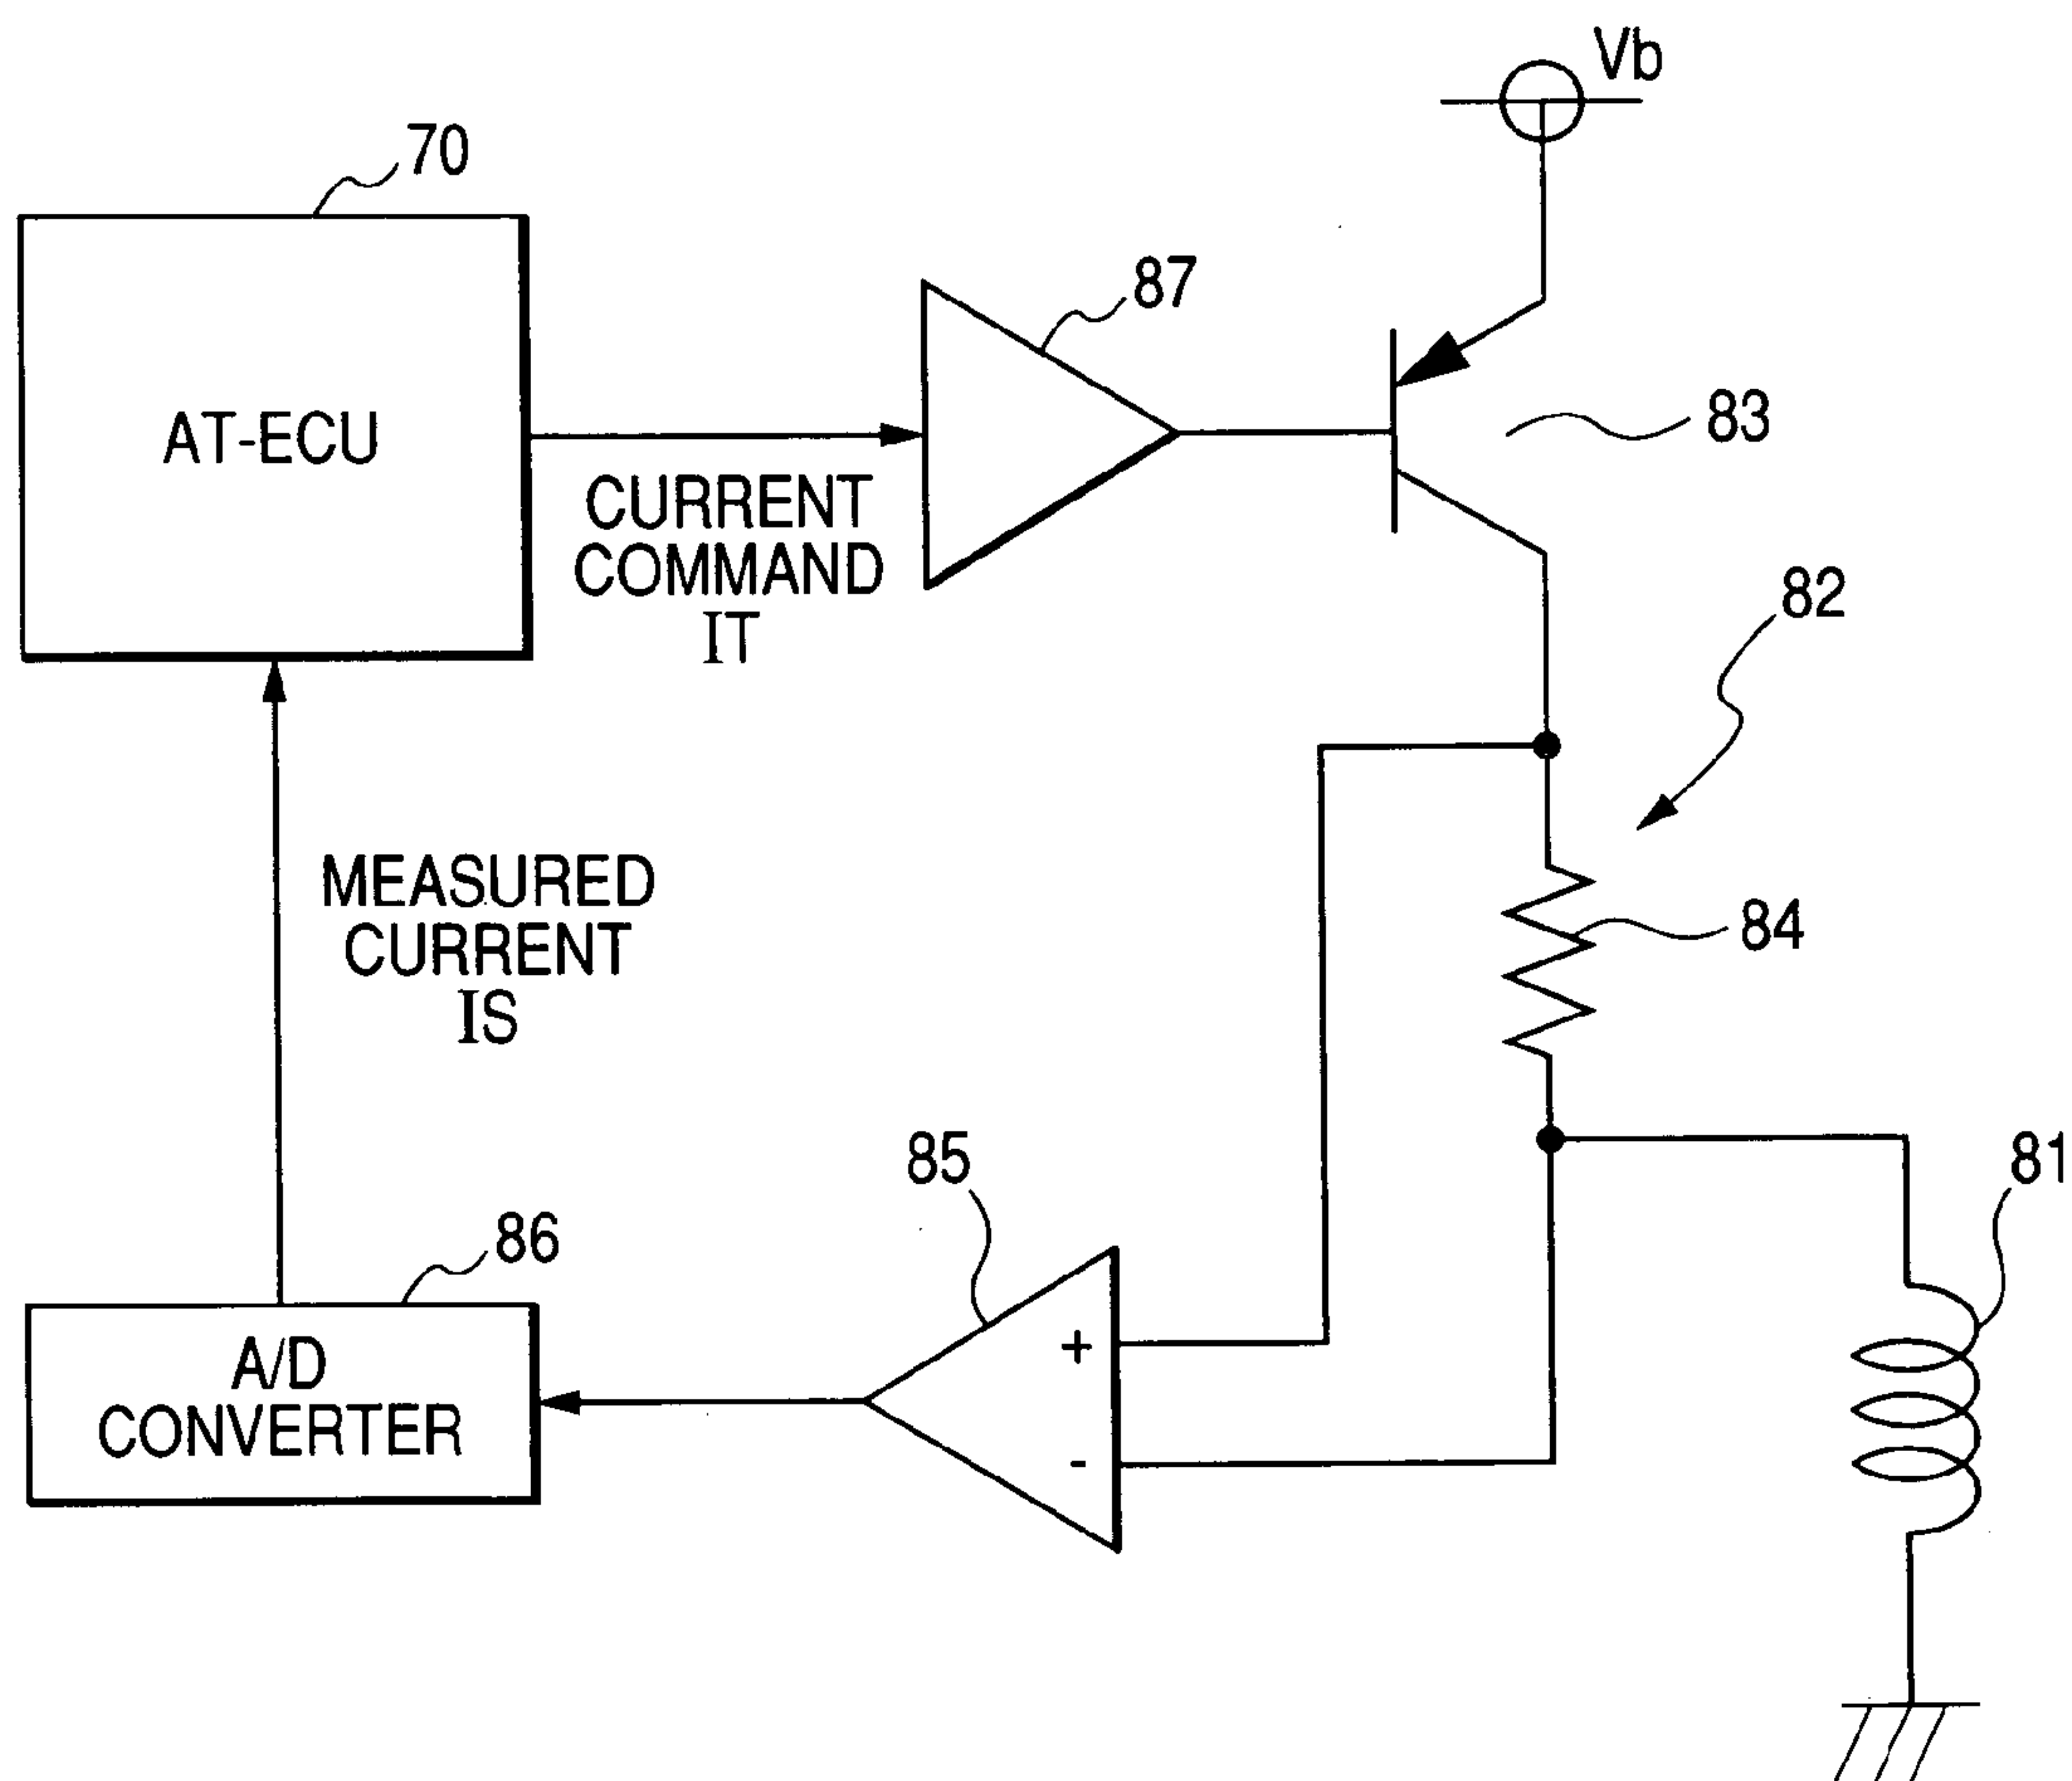 Vb
70
87
AT-ECU
83
CURRENT
COMMAND
IT
82
MEASURED
CURRENT
IS
84
85
81
86
+
A/D
CONVERTER
-